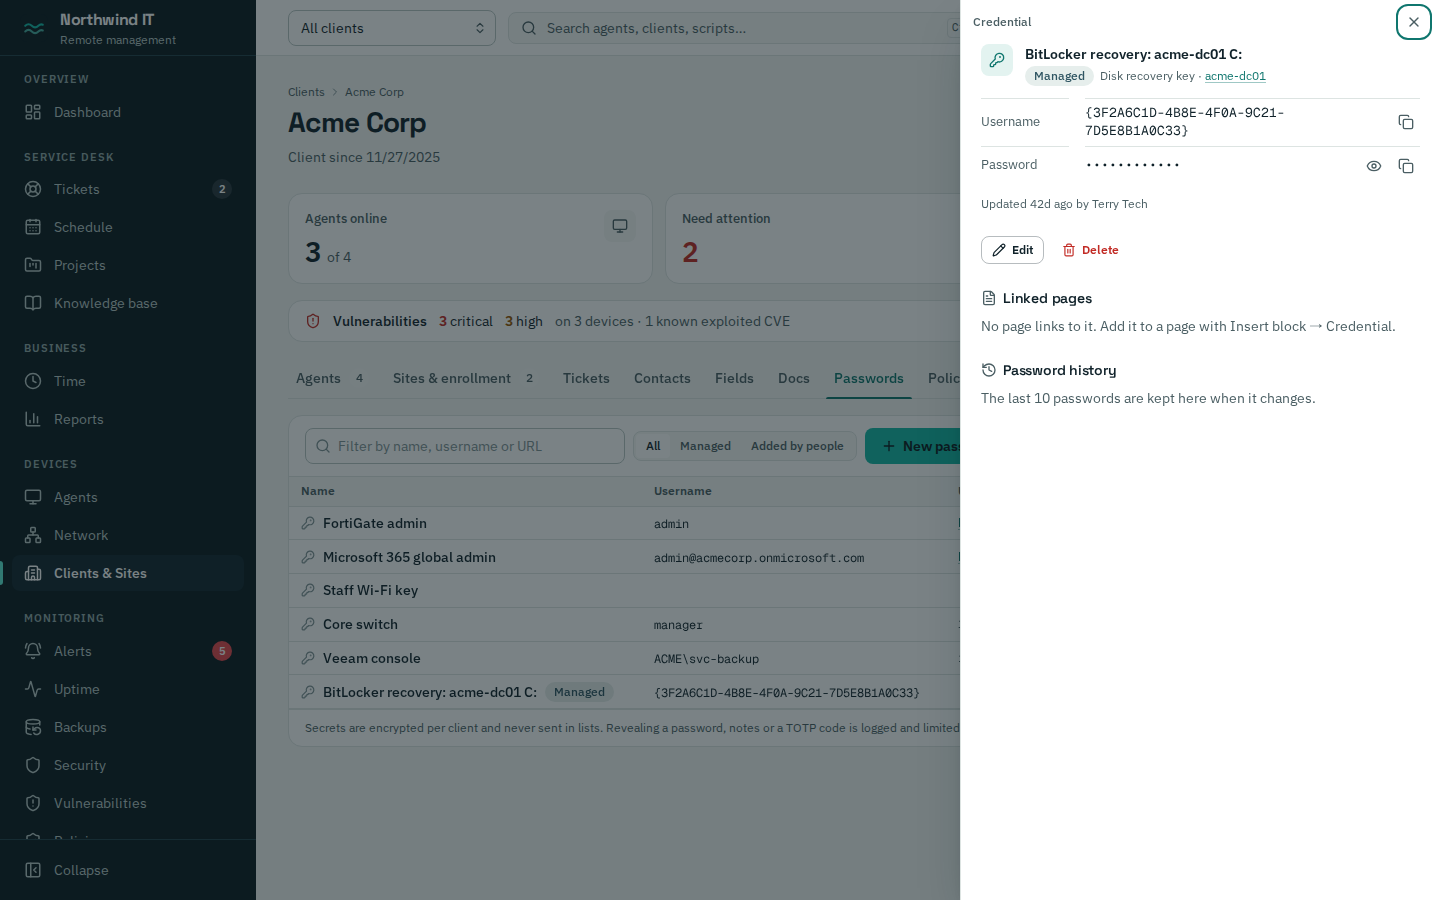 Northwind IT
Remote management
OVERVIEW
Dashboard
SERVICE DESK
Tickets 2
Schedule
Projects
Knowledge base
BUSINESS
Time
Reports
DEVICES
Agents
Network
Clients & Sites
MONITORING
Alerts 5
Uptime
Backups
Security
Vulnerabilities
Collapse
All clients
Search agents, clients, scripts...
Clients > Acme Corp
Acme Corp
Client since 11/27/2025
Agents online
3 of 4
Need attention
2
Vulnerabilities 3 critical 3 high on 3 devices · 1 known exploited CVE
Agents 4 Sites & enrollment 2 Tickets Contacts Fields Docs Passwords
Filter by name, username or URL
All Managed Added by people
New
Name Username
FortiGate admin admin
Microsoft 365 global admin admin@acmecorp.onmicrosoft.com
Staff Wi-Fi key
Core switch manager
Veeam console ACME\svc-backup
BitLocker recovery: acme-dc01 C: Managed {3F2A6C1D-4B8E-4F0A-9C21-7D5E8B1A0C33}
Secrets are encrypted per client and never sent in lists. Revealing a password, notes or a TOTP code is logged and limited
Credential
BitLocker recovery: acme-dc01 C:
Managed Disk recovery key · acme-dc01
Username {3F2A6C1D-4B8E-4F0A-9C21-
7D5E8B1A0C33}
Password ••••••••••••
Updated 42d ago by Terry Tech
Edit Delete
Linked pages
No page links to it. Add it to a page with Insert block → Credential.
Password history
The last 10 passwords are kept here when it changes.